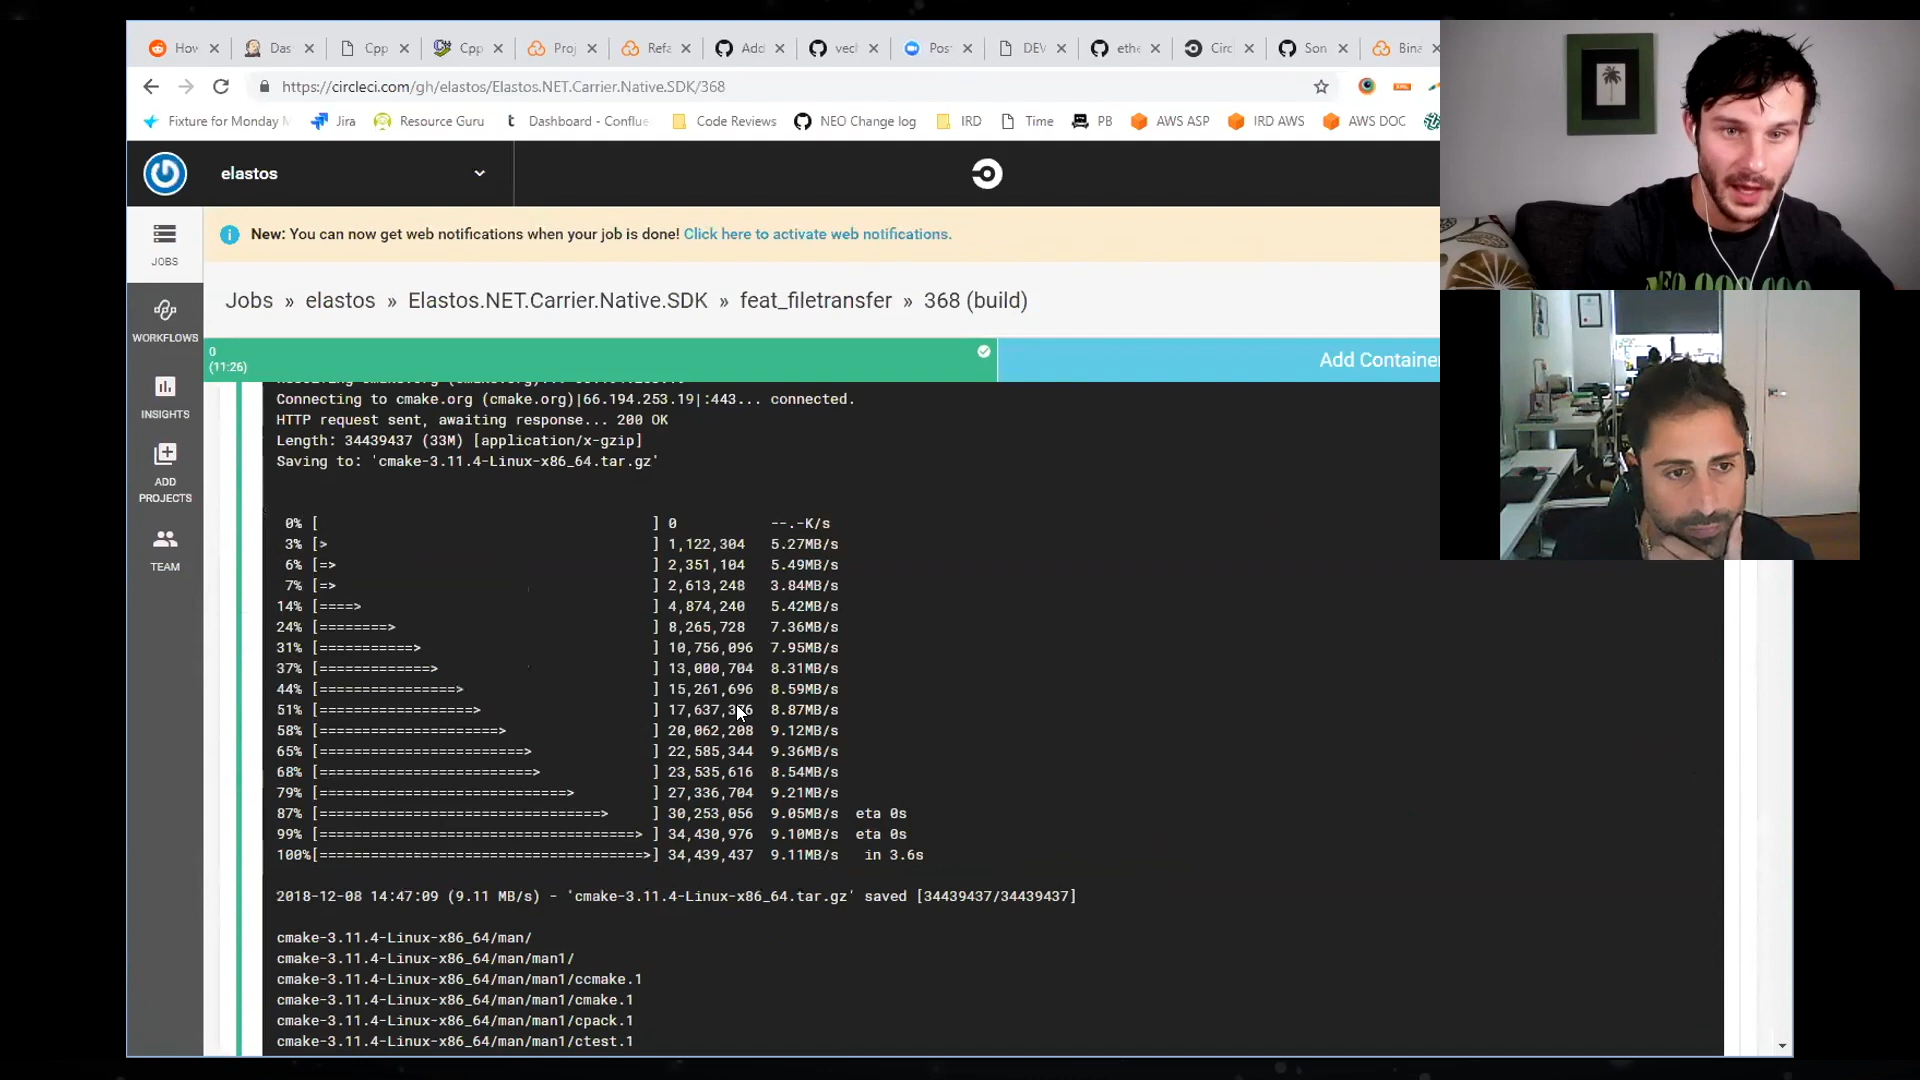 How
Das
Cpp
Cpp
Proj
Refa
Add
vecl
Pos
DEV
ethe
Circ
Son
Bina
https://circleci.com/gh/elastos/Elastos.NET.Carrier.Native.SDK/368
Fixture for Monday
Jira
Resource Guru
Dashboard - Conflue
Code Reviews
NEO Change log
IRD
Time
PB
AWS ASP
IRD AWS
AWS DOC
elastos
JOBS
WORKFLOWS
INSIGHTS
ADD
PROJECTS
TEAM
New: You can now get web notifications when your job is done! Click here to activate web notifications.
Jobs » elastos » Elastos.NET.Carrier.Native.SDK » feat_filetransfer » 368 (build)
0
(11:26)
Add Container
Connecting to cmake.org (cmake.org)|66.194.253.19|:443... connected.
HTTP request sent, awaiting response... 200 OK
Length: 34439437 (33M) [application/x-gzip]
Saving to: 'cmake-3.11.4-Linux-x86_64.tar.gz'
0% [ ] 0 --.-K/s
3% [> ] 1,122,304 5.27MB/s
6% [=> ] 2,351,104 5.49MB/s
7% [=> ] 2,613,248 3.84MB/s
14% [====> ] 4,874,240 5.42MB/s
24% [========> ] 8,265,728 7.36MB/s
31% [===========> ] 10,756,096 7.95MB/s
37% [=============> ] 13,000,704 8.31MB/s
44% [================> ] 15,261,696 8.59MB/s
51% [==================> ] 17,637,376 8.87MB/s
58% [=====================> ] 20,062,208 9.12MB/s
65% [========================> ] 22,585,344 9.36MB/s
68% [=========================> ] 23,535,616 8.54MB/s
79% [=============================> ] 27,336,704 9.21MB/s
87% [=================================> ] 30,253,056 9.05MB/s eta 0s
99% [=====================================> ] 34,430,976 9.10MB/s eta 0s
100%[======================================>] 34,439,437 9.11MB/s in 3.6s
2018-12-08 14:47:09 (9.11 MB/s) - 'cmake-3.11.4-Linux-x86_64.tar.gz' saved [34439437/34439437]
cmake-3.11.4-Linux-x86_64/man/
cmake-3.11.4-Linux-x86_64/man/man1/
cmake-3.11.4-Linux-x86_64/man/man1/ccmake.1
cmake-3.11.4-Linux-x86_64/man/man1/cmake.1
cmake-3.11.4-Linux-x86_64/man/man1/cpack.1
cmake-3.11.4-Linux-x86_64/man/man1/ctest.1